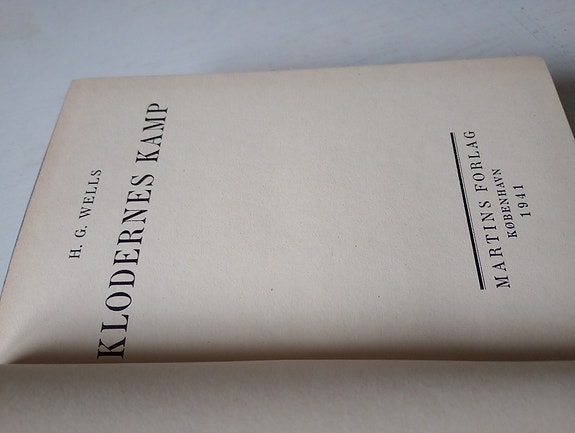 H. G. WELLS
KLODERNES KAMP
MARTINS FORLAG
KØBENHAVN
1941